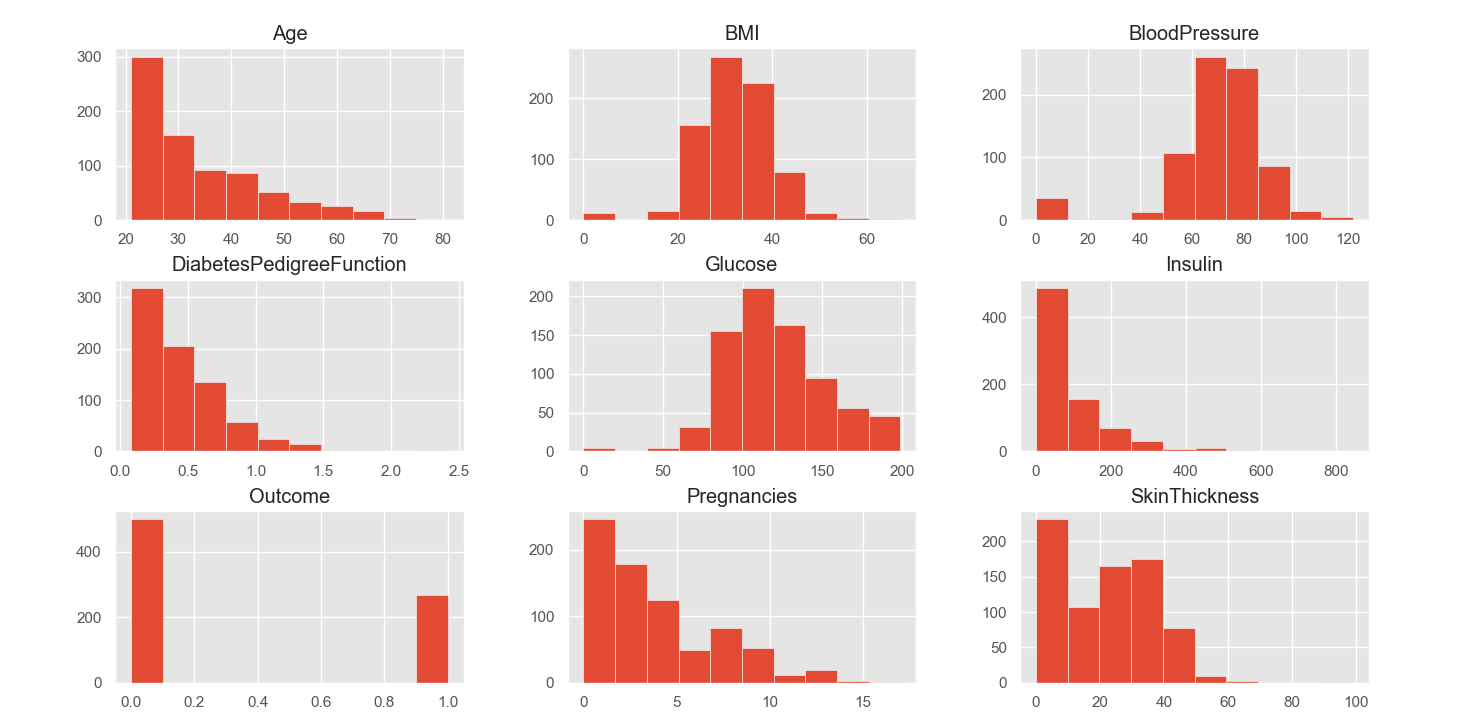 Age
300
200
100
0
20 30 40 50 60 70 80
BMI
200
100
0
0 20 40 60
BloodPressure
200
100
0
0 20 40 60 80 100 120
DiabetesPedigreeFunction
300
200
100
0
0.0 0.5 1.0 1.5 2.0 2.5
Glucose
200
150
100
50
0
0 50 100 150 200
Insulin
400
200
0
0 200 400 600 800
Outcome
400
200
0
0.0 0.2 0.4 0.6 0.8 1.0
Pregnancies
200
100
0
0 5 10 15
SkinThickness
200
150
100
50
0
0 20 40 60 80 100